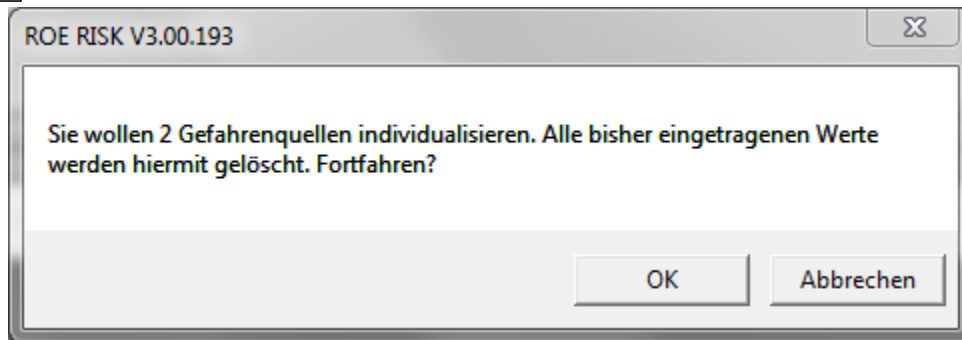 ROE RISK V3.00.193
Sie wollen 2 Gefahrenquellen individualisieren. Alle bisher eingetragenen Werte
werden hiermit gelöscht. Fortfahren?
OK Abbrechen